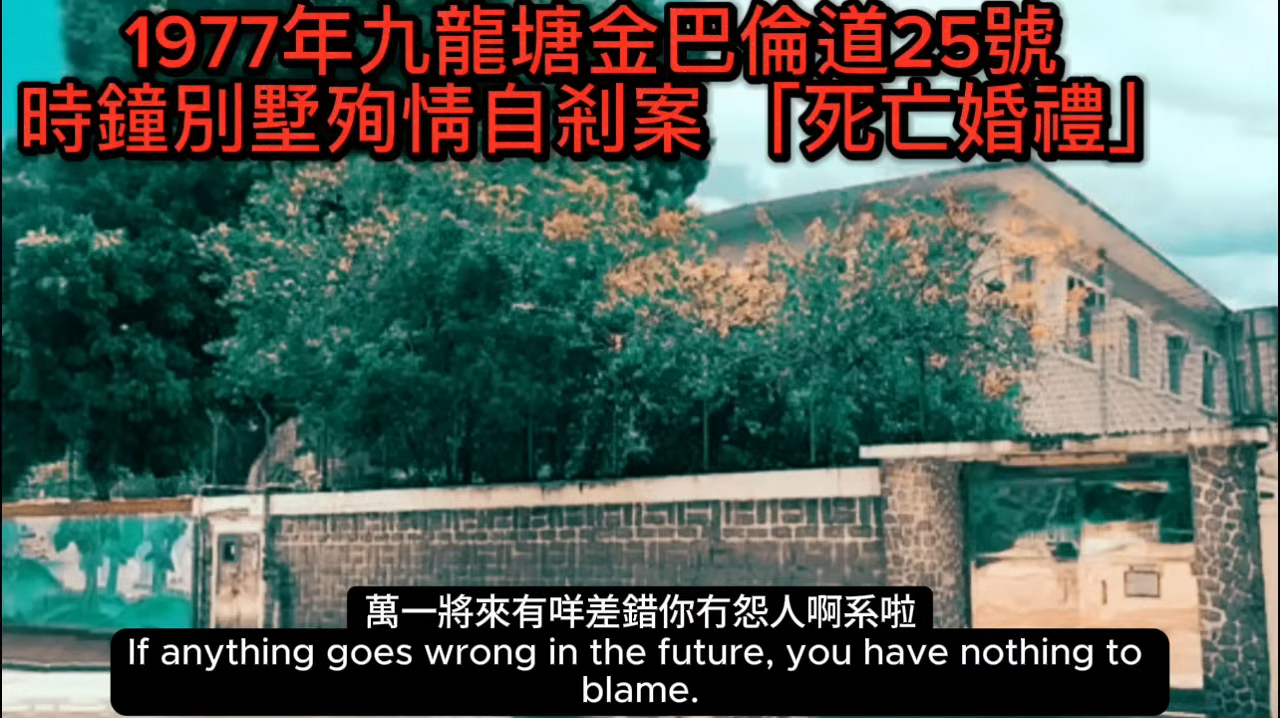 1977年九龍塘金巴倫道25號
時鐘別墅殉情自刹案 「死亡婚禮」
萬一將來有咩差錯你冇怨人啊系啦
If anything goes wrong in the future, you have nothing to
blame.